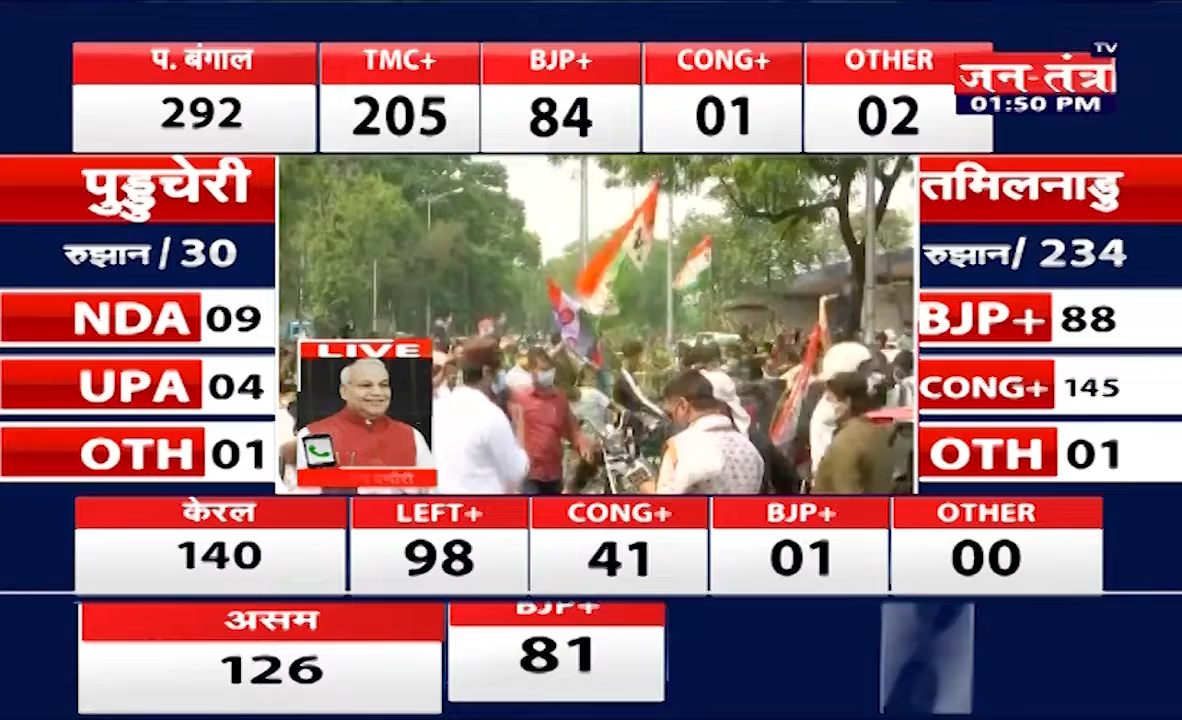 प. बंगाल
TMC+
BJP+
CONG+
OTHER
292
205
84
01
02
TV
जन-तंत्र
01:50 PM
पुड्डुचेरी
रुझान / 30
NDA 09
UPA 04
OTH 01
LIVE
तमिलनाडु
रुझान/ 234
BJP+ 88
CONG+ 145
OTH 01
केरल
LEFT+
CONG+
BJP+
OTHER
140
98
41
01
00
असम
BJP+
126
81